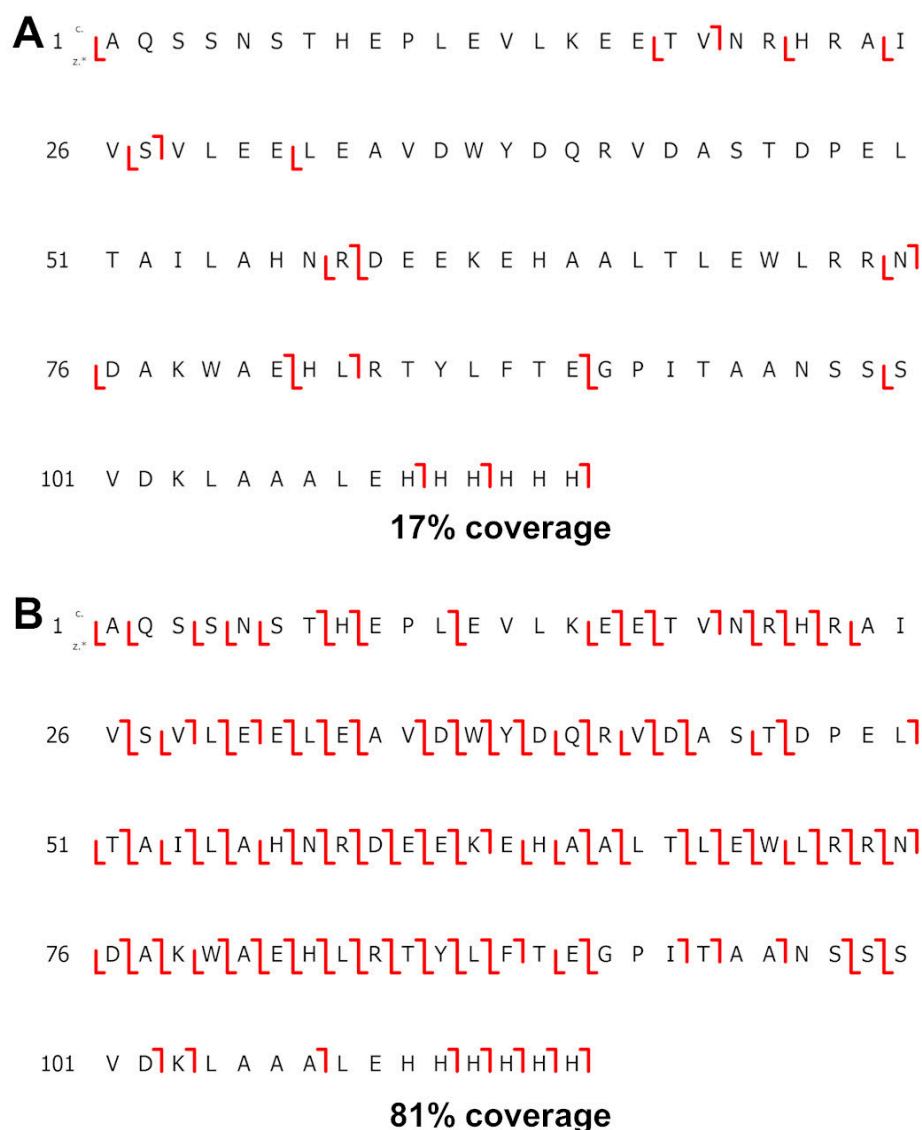 A
c.
1 A Q S S N S T H E P L E V L K E E T V N R H R A I
z.*
26 V S V L E E L E A V D W Y D Q R V D A S T D P E L
51 T A I L A H N R D E E K E H A A L T L E W L R R N
76 D A K W A E H L R T Y L F T E G P I T A A N S S S
101 V D K L A A A L E H H H H H H
17% coverage
B
c.
1 A Q S S N S T H E P L E V L K E E T V N R H R A I
z.*
26 V S V L E E L E A V D W Y D Q R V D A S T D P E L
51 T A I L A H N R D E E K E H A A L T L E W L R R N
76 D A K W A E H L R T Y L F T E G P I T A A N S S S
101 V D K L A A A L E H H H H H H
81% coverage